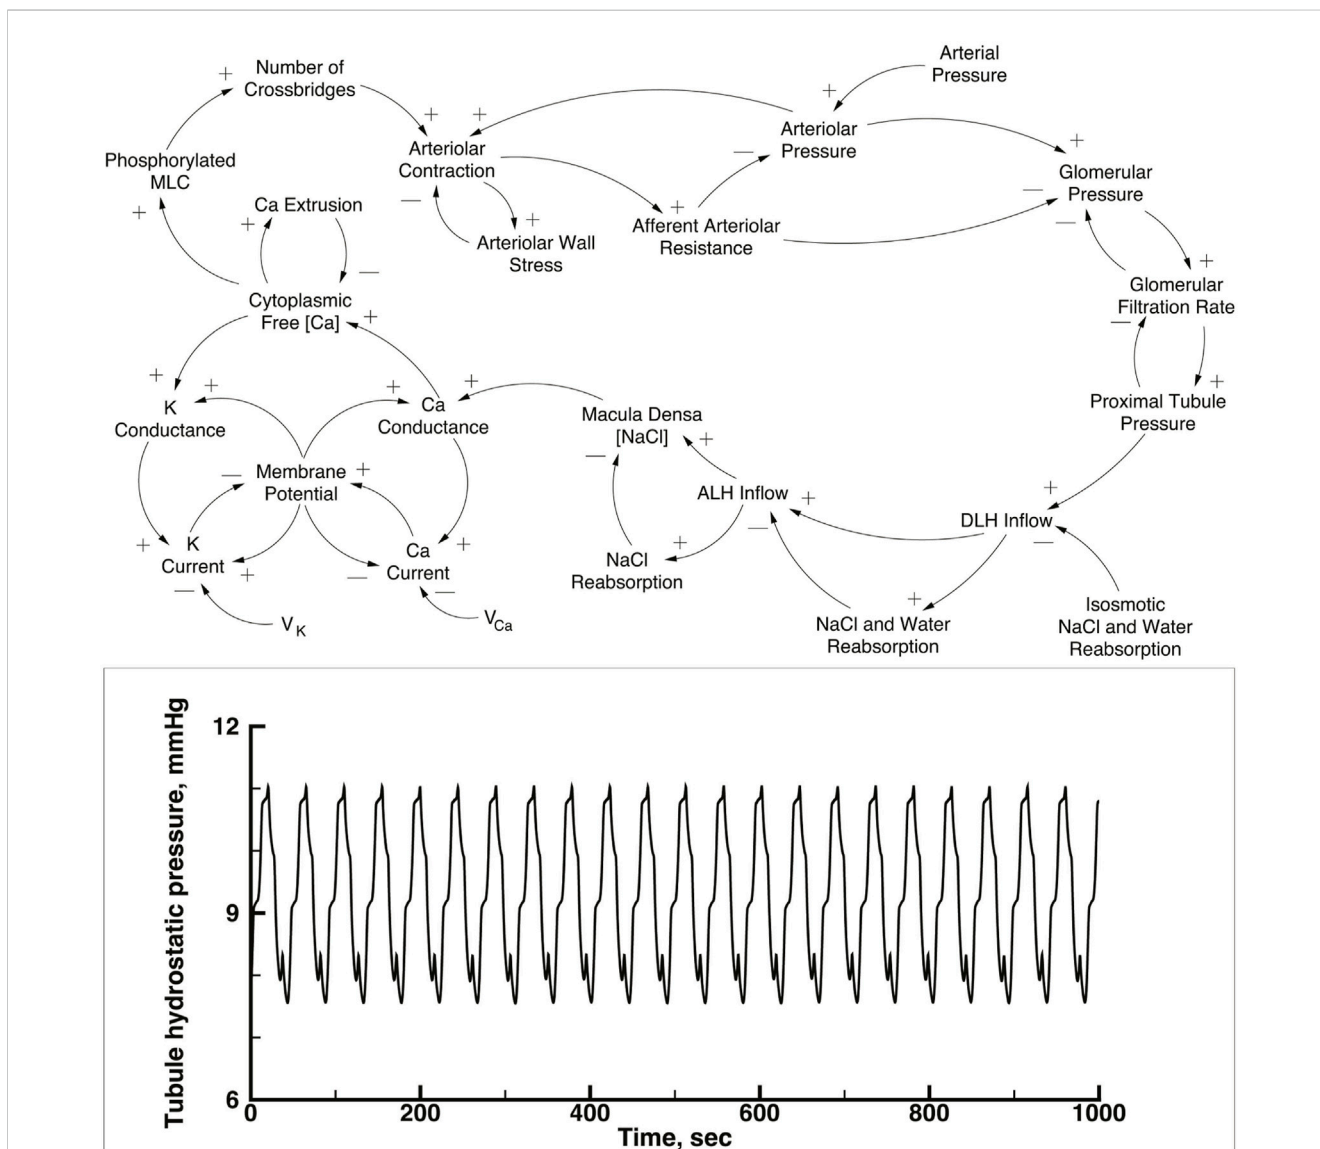 Number of
Crossbridges
+
Arterial
Pressure
+
+
+
Arteriolar
Pressure
+
Arteriolar
Contraction
—
Phosphorylated
MLC
Glomerular
Pressure
—
—
+
Ca Extrusion
+
—
—
+
Arteriolar Wall
Stress
+
Afferent Arteriolar
Resistance
+
Glomerular
Filtration Rate
—
+
Cytoplasmic
Free [Ca]
+
+
+
K
Conductance
+
Ca
Conductance
+
Macula Densa
[NaCl]
—
+
Proximal Tubule
Pressure
Membrane
Potential
—
+
ALH Inflow
+
—
+
DLH Inflow
—
+
K
Current
+
—
Ca
Current
+
—
—
NaCl
Reabsorption
+
V K
V Ca
NaCl and Water
Reabsorption
+
Isosmotic
NaCl and Water
Reabsorption
Tubule hydrostatic pressure, mmHg
12
9
6
0
200
400
600
800
1000
Time, sec